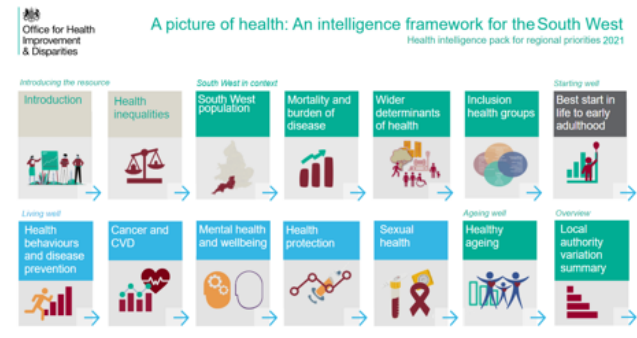 Office for Health
Improvement
& Disparities
A picture of health: An intelligence framework for the South West
Health intelligence pack for regional priorities 2021
Introducing the resource
South West in context
Starting well
Introduction
Health
inequalities
South West
population
Mortality and
burden of
disease
Wider
determinants
of health
Inclusion
health groups
Best start in
life to early
adulthood
Living well
Ageing well
Overview
Health
behaviours
and disease
prevention
Cancer and
CVD
Mental health
and wellbeing
Health
protection
Sexual
health
Healthy
ageing
Local
authority
variation
summary